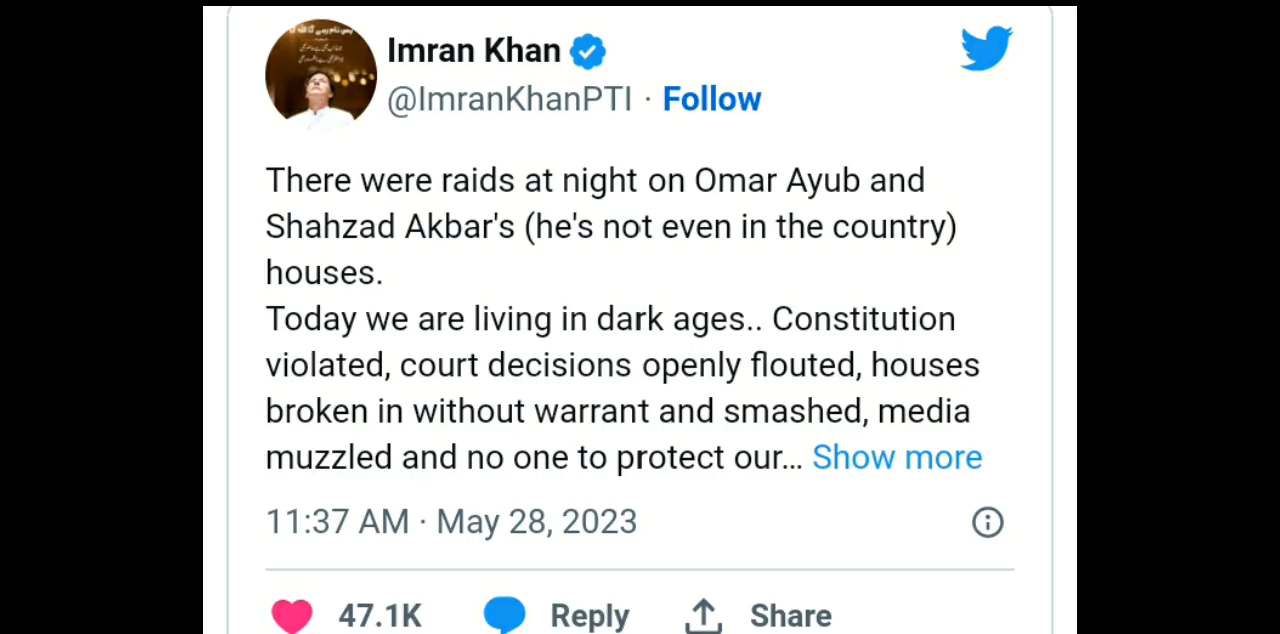 Imran Khan
@ImranKhanPTI · Follow
There were raids at night on Omar Ayub and
Shahzad Akbar's (he's not even in the country)
houses.
Today we are living in dark ages.. Constitution
violated, court decisions openly flouted, houses
broken in without warrant and smashed, media
muzzled and no one to protect our... Show more
11:37 AM · May 28, 2023
47.1K Reply Share